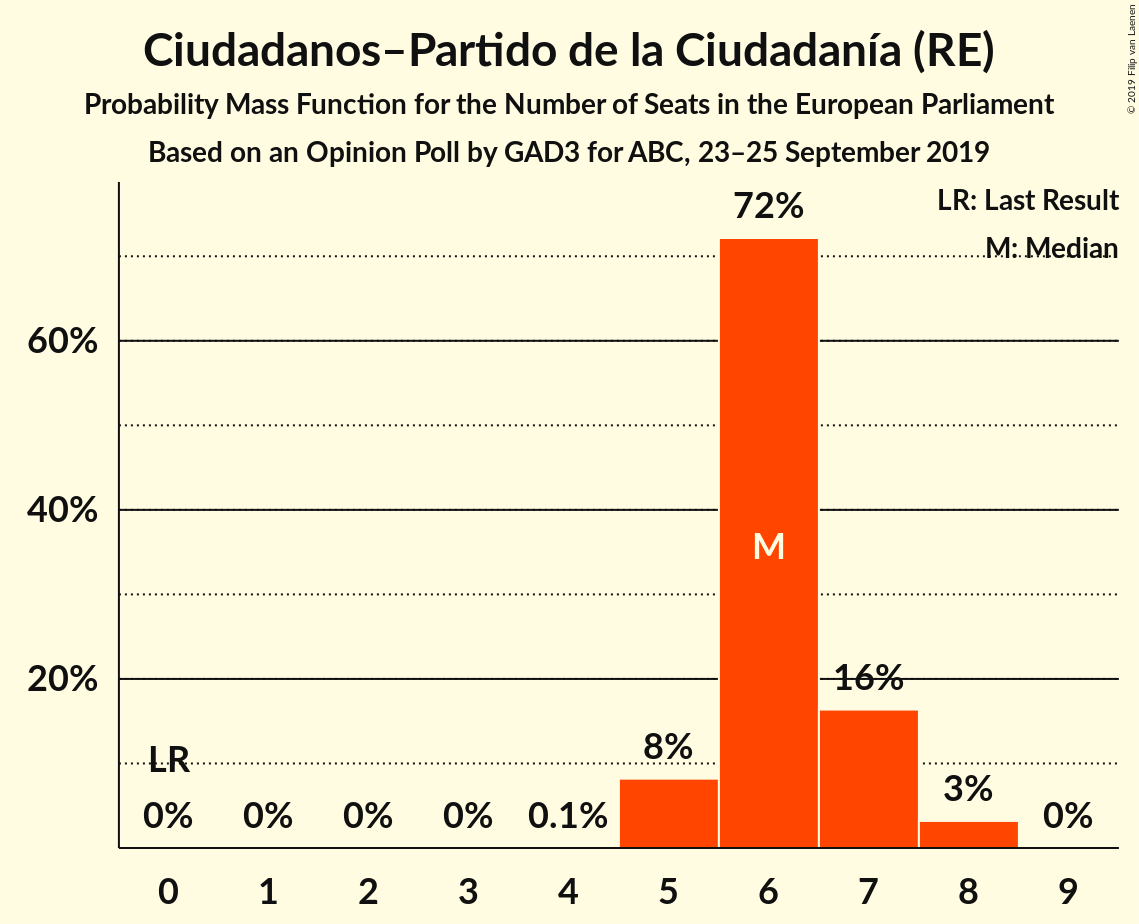 Ciudadanos–Partido de la Ciudadanía (RE)
Probability Mass Function for the Number of Seats in the European Parliament
Based on an Opinion Poll by GAD3 for ABC, 23–25 September 2019
© 2019 Filip van Laenen
LR: Last Result
M: Median
72%
60%
40%
M
20%
16%
LR
8%
3%
0% 0% 0% 0% 0.1% 0%
0 1 2 3 4 5 6 7 8 9